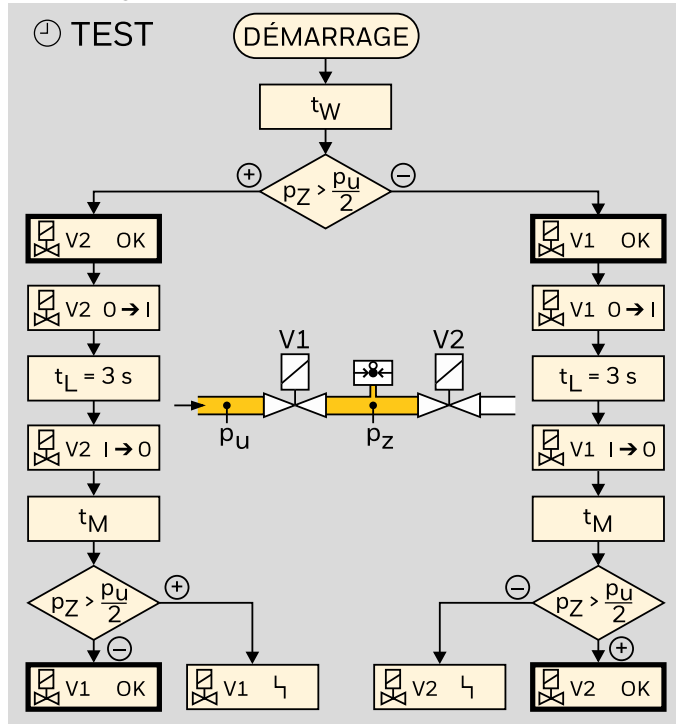 TEST
DÉMARRAGE
tW
+
pZ > pu/2
−
V2 OK
V1 OK
V2 0 → I
V1 0 → I
V1
V2
tL = 3 s
tL = 3 s
pu
pz
V2 I → 0
V1 I → 0
tM
tM
pZ > pu/2
+
−
pZ > pu/2
−
+
V1 OK
V1
V2
V2 OK